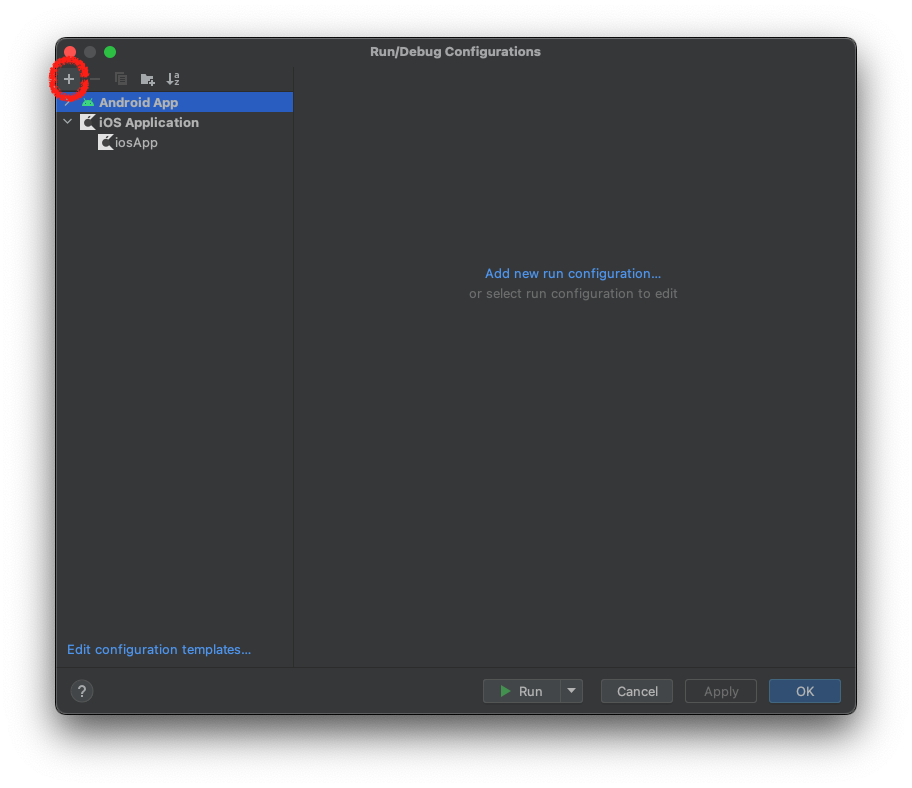 Run/Debug Configurations
Android App
iOS Application
iosApp
Add new run configuration...
or select run configuration to edit
Edit configuration templates...
?
Run
Cancel
Apply
OK